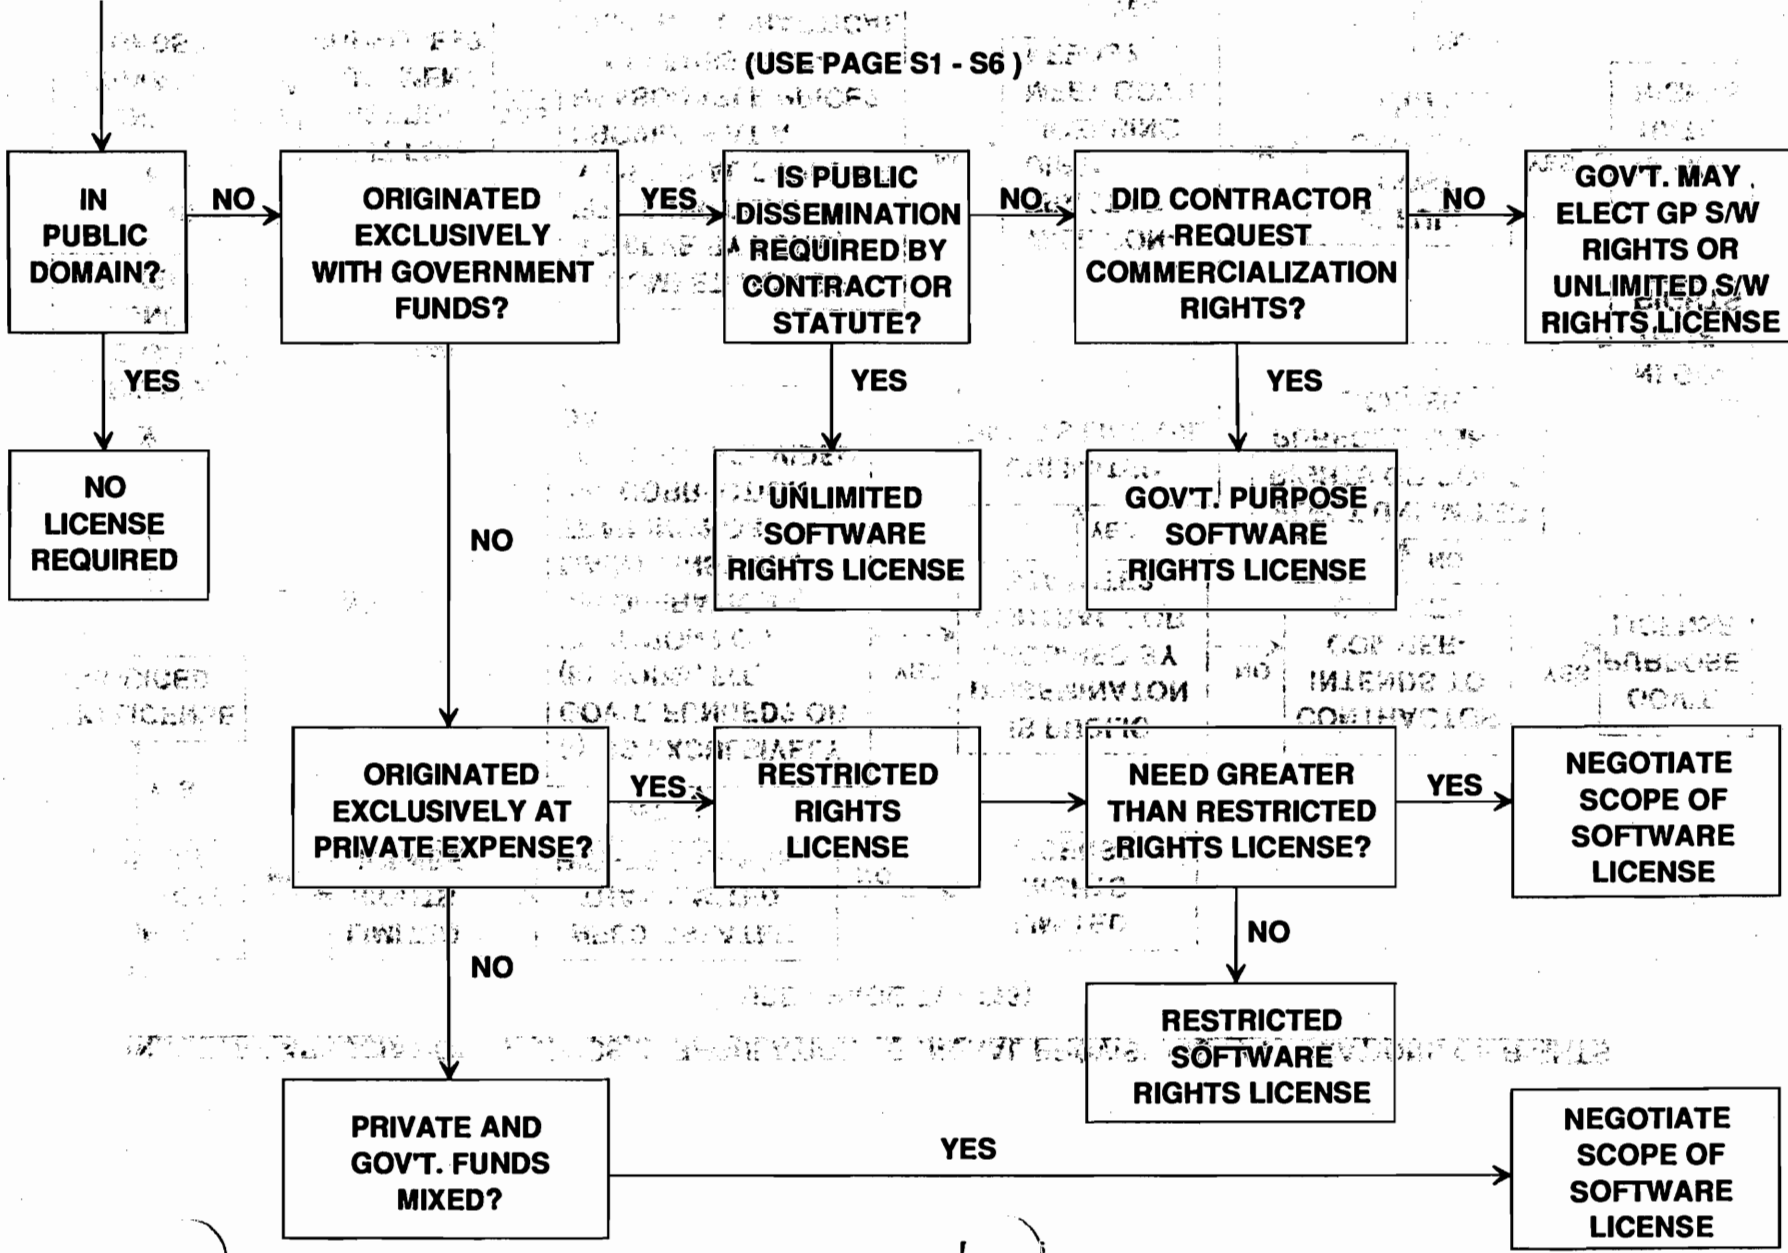 (USE PAGE S1 - S6 )
IN
PUBLIC
DOMAIN?
NO
ORIGINATED
EXCLUSIVELY
WITH GOVERNMENT
FUNDS?
YES
IS PUBLIC
DISSEMINATION
REQUIRED BY
CONTRACT OR
STATUTE?
NO
DID CONTRACTOR
REQUEST
COMMERCIALIZATION
RIGHTS?
NO
GOV'T. MAY
ELECT GP S/W
RIGHTS OR
UNLIMITED S/W
RIGHTS LICENSE
YES
YES
YES
NO
LICENSE
REQUIRED
NO
UNLIMITED
SOFTWARE
RIGHTS LICENSE
GOV'T. PURPOSE
SOFTWARE
RIGHTS LICENSE
ORIGINATED
EXCLUSIVELY AT
PRIVATE EXPENSE?
YES
RESTRICTED
RIGHTS
LICENSE
NEED GREATER
THAN RESTRICTED
RIGHTS LICENSE?
YES
NEGOTIATE
SCOPE OF
SOFTWARE
LICENSE
NO
NO
RESTRICTED
SOFTWARE
RIGHTS LICENSE
PRIVATE AND
GOV'T. FUNDS
MIXED?
YES
NEGOTIATE
SCOPE OF
SOFTWARE
LICENSE